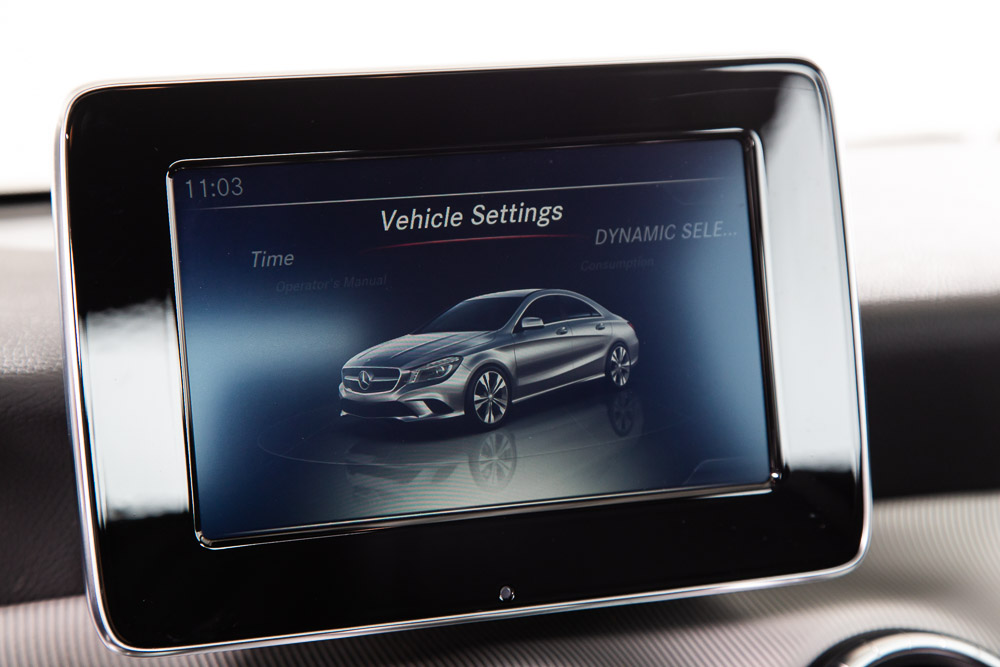 11:03
Vehicle Settings
Time
DYNAMIC SELE...
Operator's Manual
Consumption